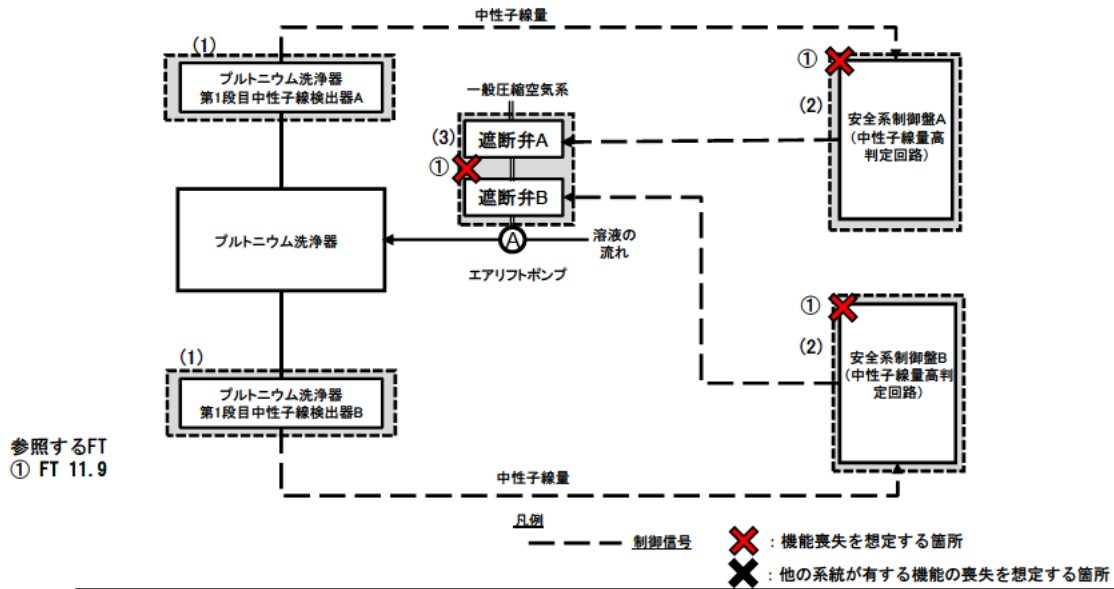 中性子線量
(1)
プルトニウム洗浄器
第1段目中性子線検出器A
一般圧縮空気系
(3)
遮断弁A
①
遮断弁B
①
(2)
安全系制御盤A
(中性子線量高
判定回路)
プルトニウム洗浄器
A
溶液の
流れ
エアリフトポンプ
①
(2)
安全系制御盤B
(中性子線量高判
定回路)
(1)
プルトニウム洗浄器
第1段目中性子線検出器B
参照するFT
① FT 11.9
中性子線量
凡例
制御信号
:機能喪失を想定する箇所
:他の系統が有する機能の喪失を想定する箇所